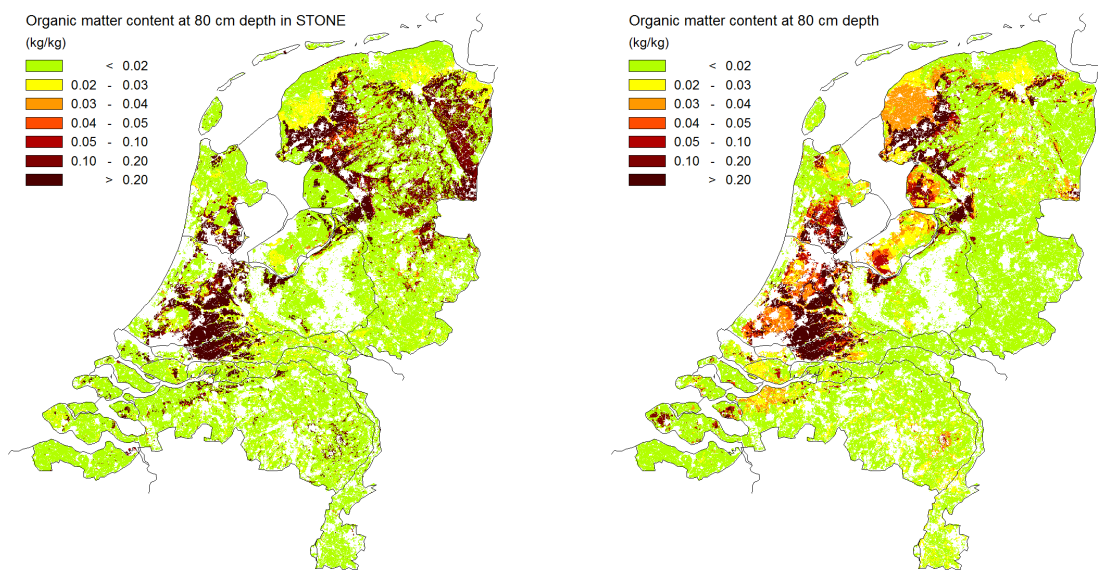 Organic matter content at 80 cm depth in STONE
(kg/kg)
< 0.02
0.02 - 0.03
0.03 - 0.04
0.04 - 0.05
0.05 - 0.10
0.10 - 0.20
> 0.20
Organic matter content at 80 cm depth
(kg/kg)
< 0.02
0.02 - 0.03
0.03 - 0.04
0.04 - 0.05
0.05 - 0.10
0.10 - 0.20
> 0.20